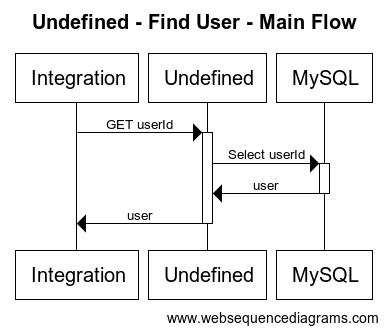 Undefined - Find User - Main Flow
Integration
Undefined
MySQL
GET userId
Select userId
user
user
Integration
Undefined
MySQL
www.websequencediagrams.com